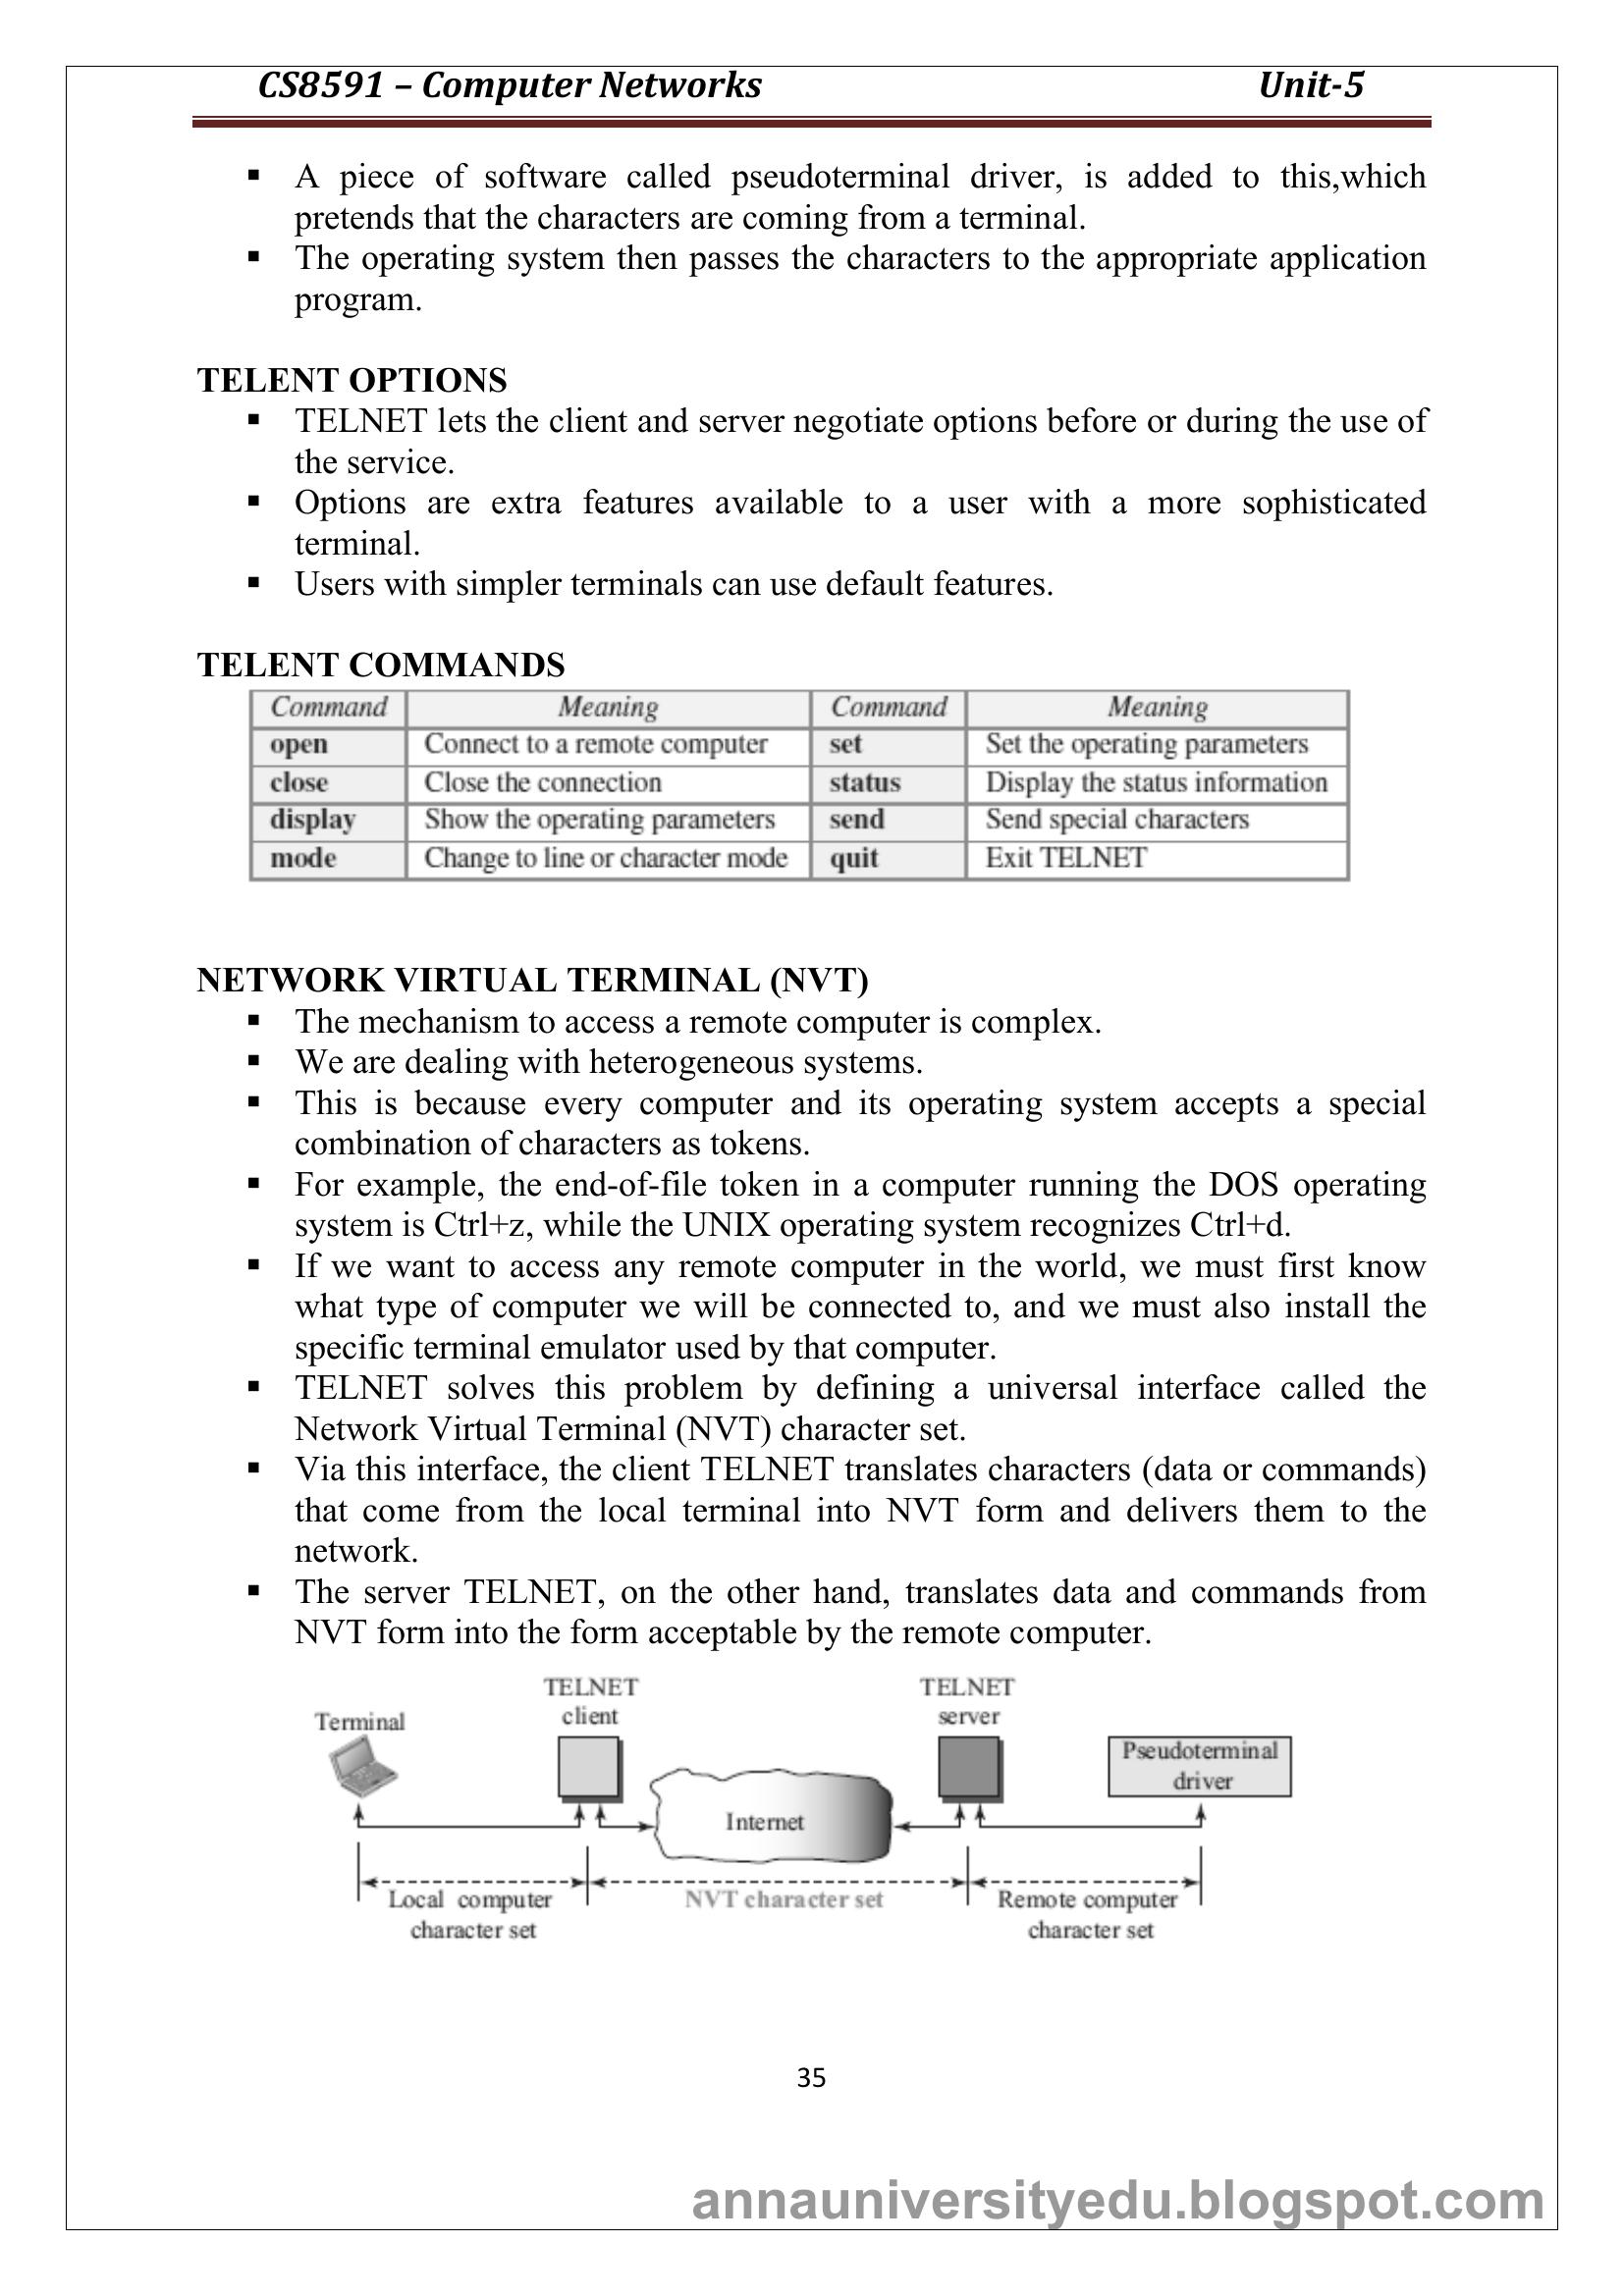 CS8591 – Computer Networks Unit-5
▪ A piece of software called pseudoterminal driver, is added to this,which
pretends that the characters are coming from a terminal.
▪ The operating system then passes the characters to the appropriate application
program.
TELENT OPTIONS
▪ TELNET lets the client and server negotiate options before or during the use of
the service.
▪ Options are extra features available to a user with a more sophisticated
terminal.
▪ Users with simpler terminals can use default features.
TELENT COMMANDS
Command Meaning Command Meaning
open Connect to a remote computer set Set the operating parameters
close Close the connection status Display the status information
display Show the operating parameters send Send special characters
mode Change to line or character mode quit Exit TELNET
NETWORK VIRTUAL TERMINAL (NVT)
▪ The mechanism to access a remote computer is complex.
▪ We are dealing with heterogeneous systems.
▪ This is because every computer and its operating system accepts a special
combination of characters as tokens.
▪ For example, the end-of-file token in a computer running the DOS operating
system is Ctrl+z, while the UNIX operating system recognizes Ctrl+d.
▪ If we want to access any remote computer in the world, we must first know
what type of computer we will be connected to, and we must also install the
specific terminal emulator used by that computer.
▪ TELNET solves this problem by defining a universal interface called the
Network Virtual Terminal (NVT) character set.
▪ Via this interface, the client TELNET translates characters (data or commands)
that come from the local terminal into NVT form and delivers them to the
network.
▪ The server TELNET, on the other hand, translates data and commands from
NVT form into the form acceptable by the remote computer.
TELNET TELNET
client server
Terminal
Pseudoterminal
driver
Internet
Local computer NVT character set Remote computer
character set character set
35
annauniversityedu.blogspot.com